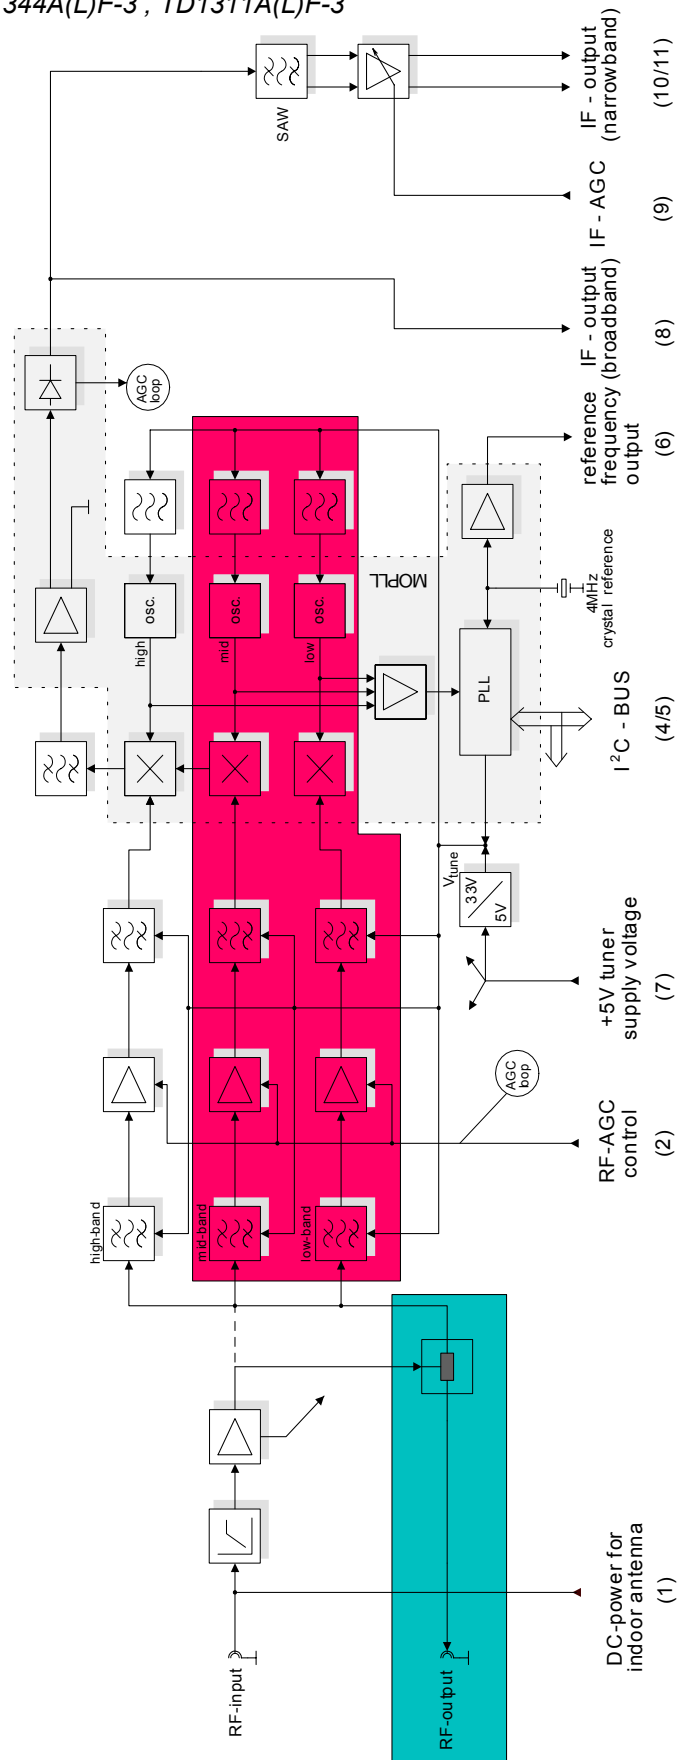 344A(L)F-3 , TD1311A(L)F-3
SAW
IF - output
(narrowband)
(10/11)
IF - AGC
(9)
IF - output
(broadband)
(8)
AGC
loop
reference
frequency
output
(6)
MOPLL
4MHz
crystal reference
high
osc.
mid
osc.
low
osc.
PLL
I²C - BUS
(4/5)
Vtune
33V
5V
+5V tuner
supply voltage
(7)
AGC
loop
RF-AGC
control
(2)
high-band
mid-band
low-band
RF-input
RF-output
DC-power for
indoor antenna
(1)